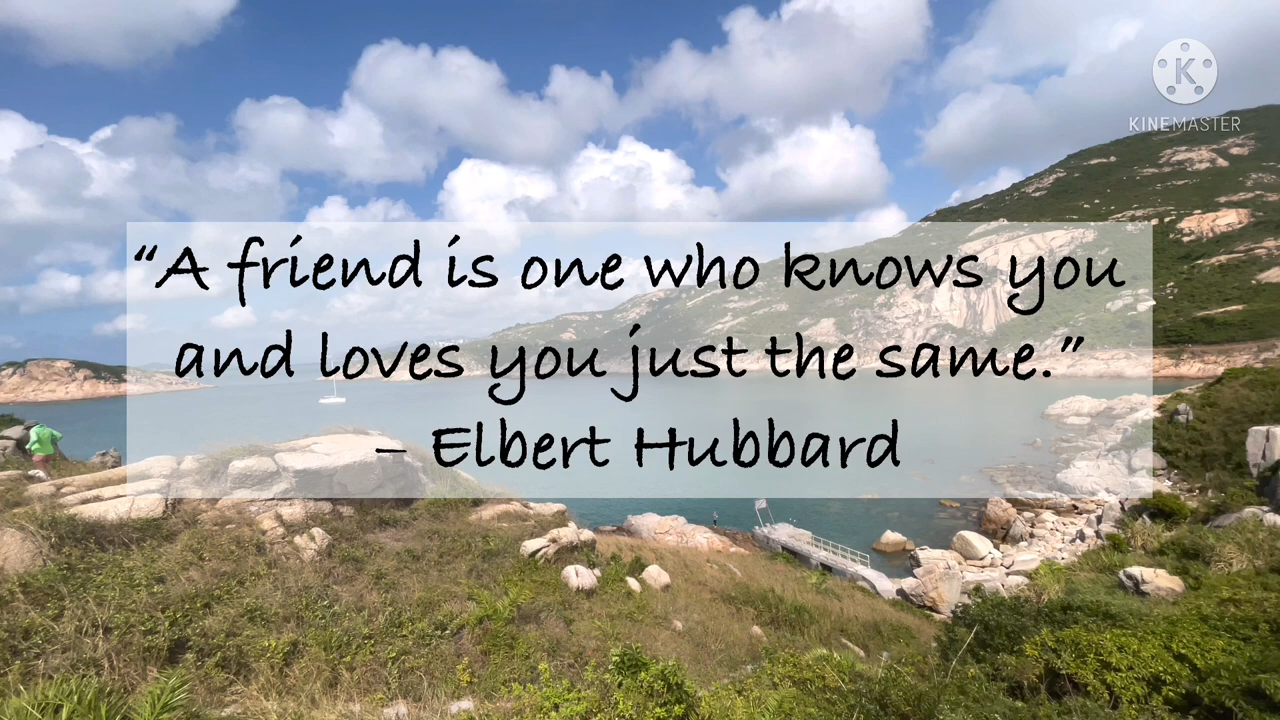 KINEMASTER
“A friend is one who knows you
and loves you just the same.”
– Elbert Hubbard